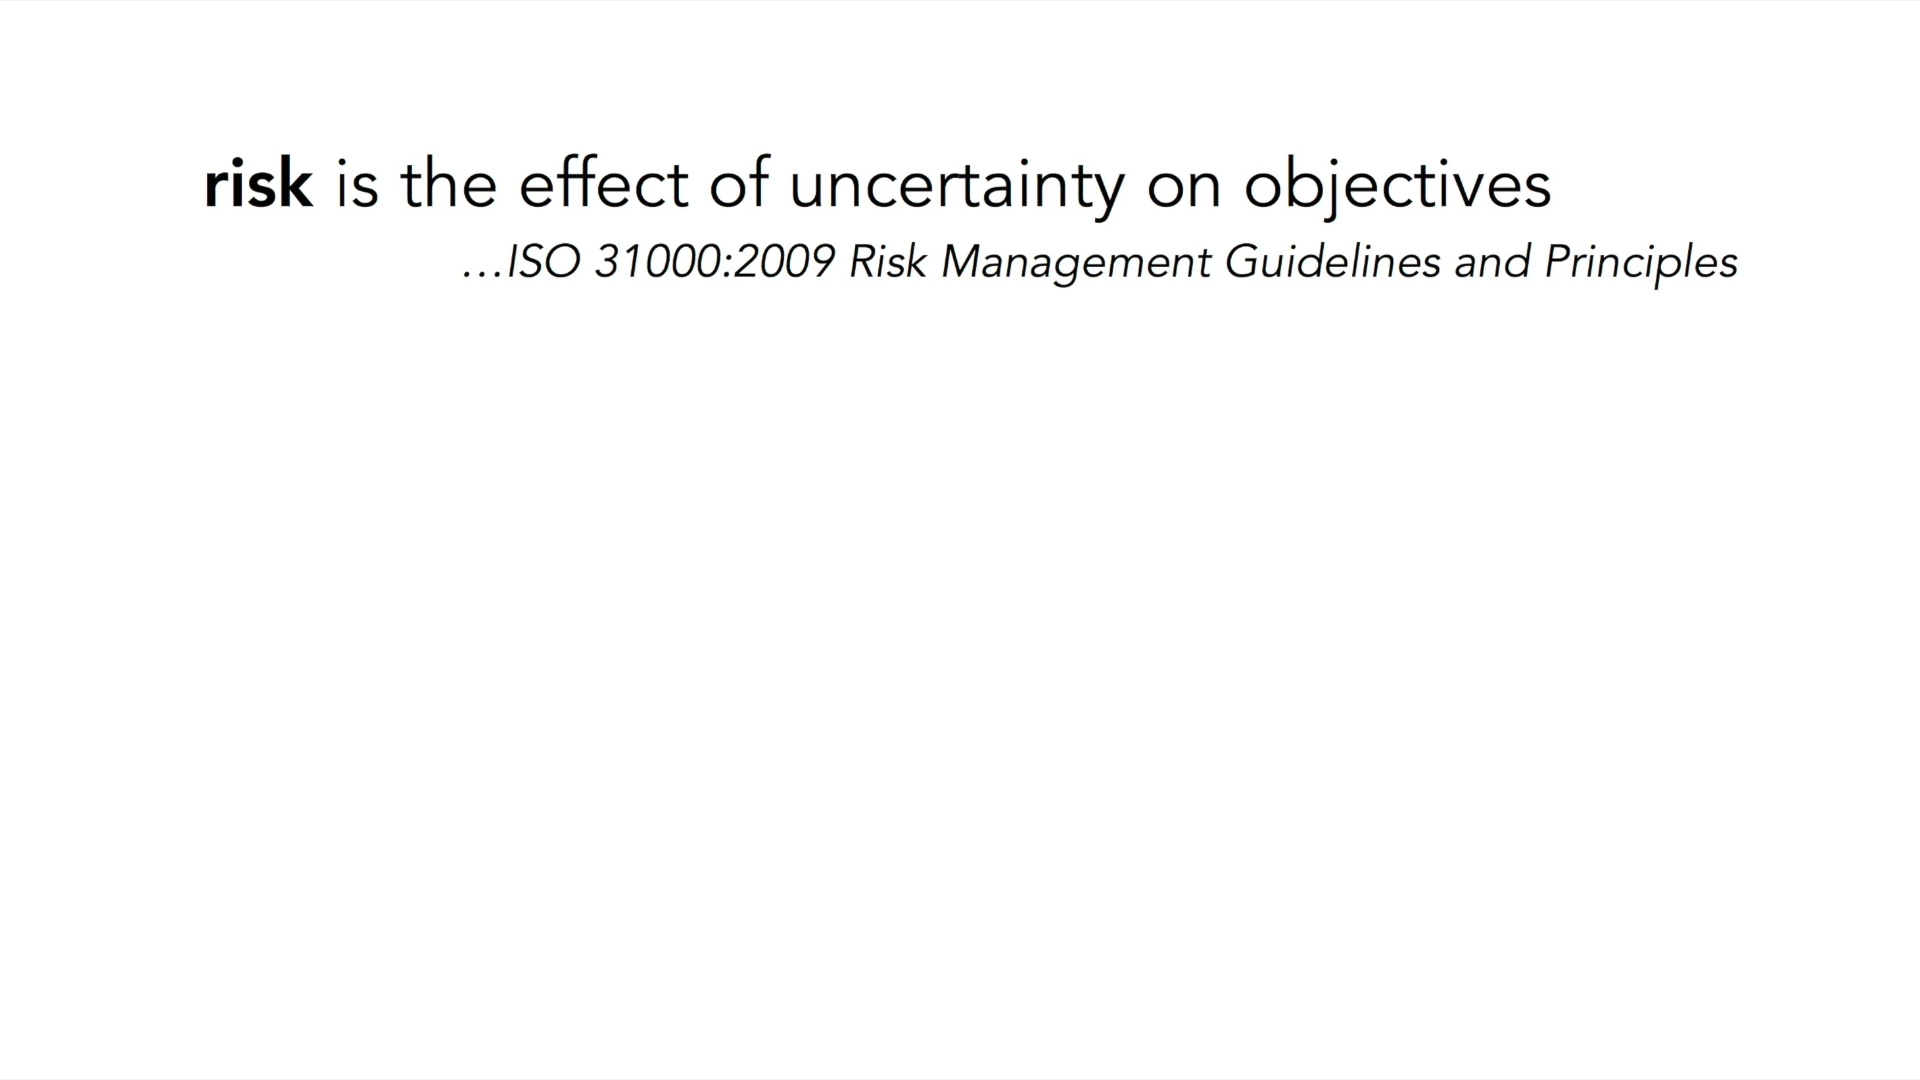 risk is the effect of uncertainty on objectives
…ISO 31000:2009 Risk Management Guidelines and Principles